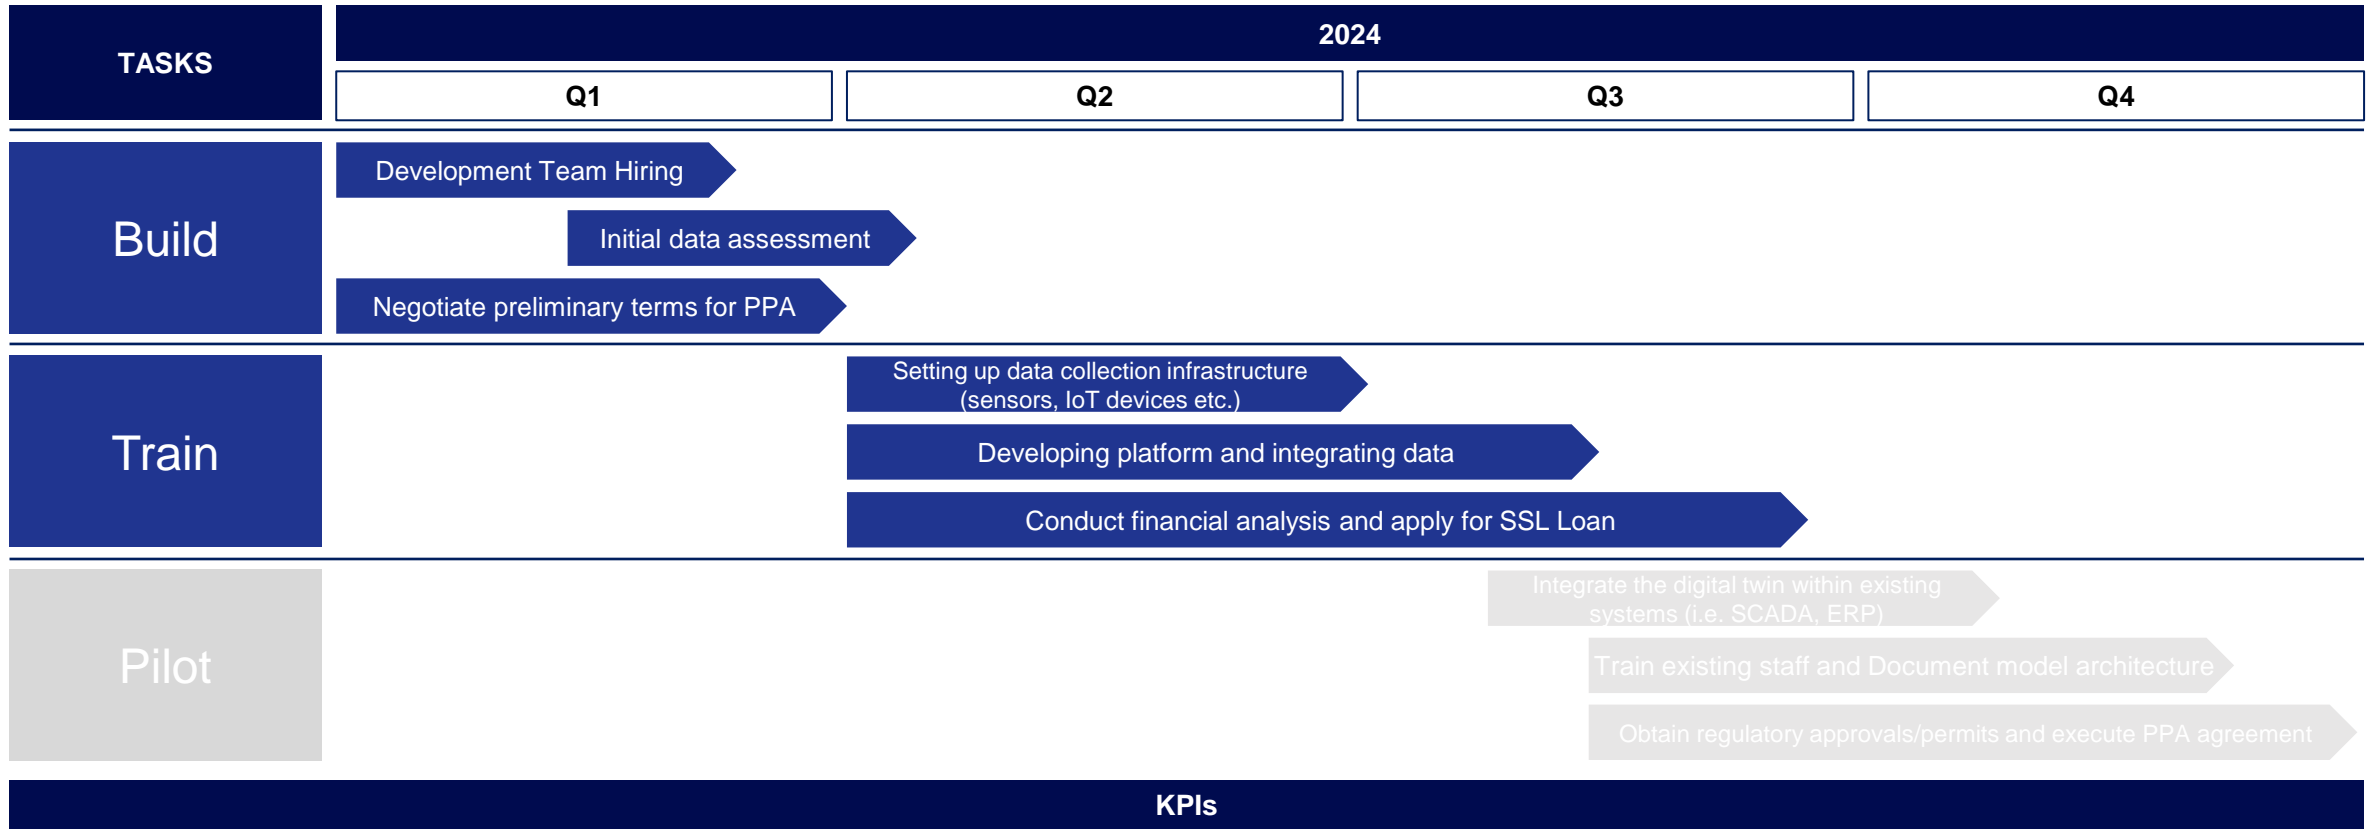 TASKS
2024
Q1
Q2
Q3
Q4
Build
Development Team Hiring
Initial data assessment
Negotiate preliminary terms for PPA
Train
Setting up data collection infrastructure
(sensors, IoT devices etc.)
Developing platform and integrating data
Conduct financial analysis and apply for SSL Loan
Pilot
Integrate the digital twin within existing
systems (i.e. SCADA, ERP)
Train existing staff and Document model architecture
Obtain regulatory approvals/permits and execute PPA agreement
KPIs